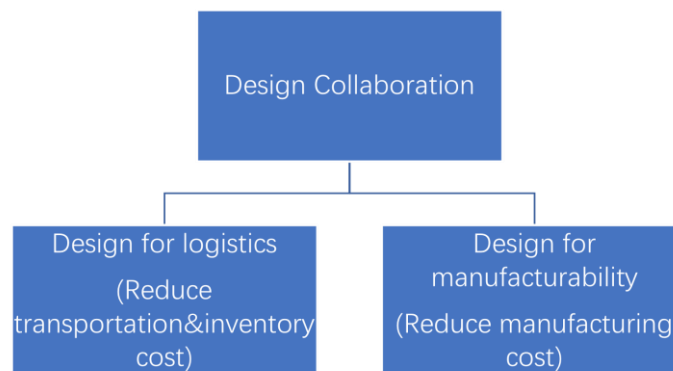 Design Collaboration
Design for logistics
(Reduce
transportation&inventory
cost)
Design for
manufacturability
(Reduce manufacturing
cost)